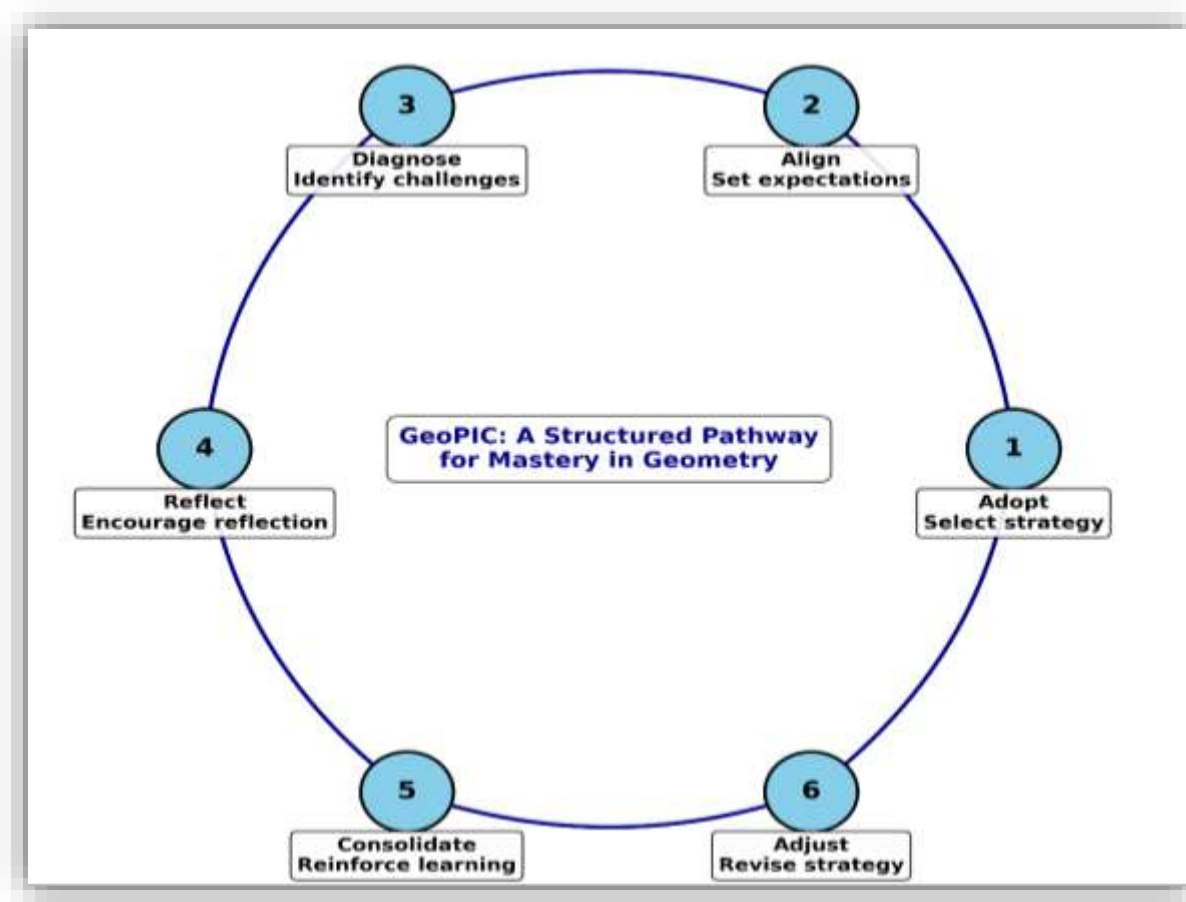 3
2
Diagnose
Identify challenges
Align
Set expectations
GeoPIC: A Structured Pathway
for Mastery in Geometry
4
Reflect
Encourage reflection
1
Adopt
Select strategy
5
Consolidate
Reinforce learning
6
Adjust
Revise strategy